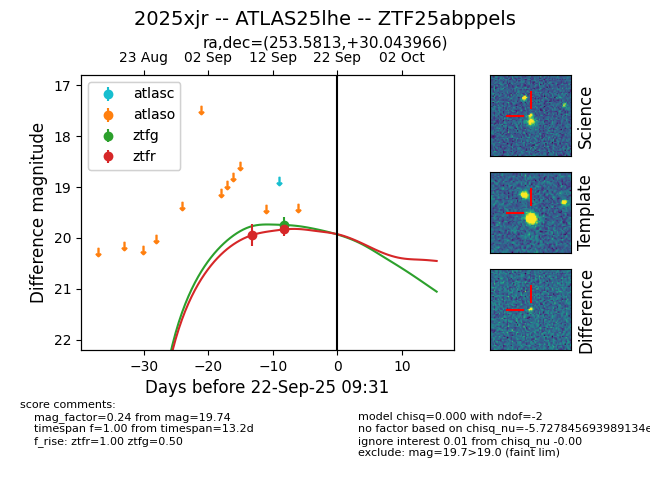 2025xjr -- ATLAS25lhe -- ZTF25abppels
ra,dec=(253.5813,+30.043966)
23 Aug 02 Sep 12 Sep 22 Sep 02 Oct
17
18
19
20
21
22
Difference magnitude
atlasc
atlaso
ztfg
ztfr
−30 −20 −10 0 10
Days before 22-Sep-25 09:31
Science
Template
Difference
score comments:
mag_factor=0.24 from mag=19.74
timespan f=1.00 from timespan=13.2d
f_rise: ztfr=1.00 ztfg=0.50
model chisq=0.000 with ndof=-2
no factor based on chisq_nu=-5.727845693989134e
ignore interest 0.01 from chisq_nu -0.00
exclude: mag=19.7>19.0 (faint lim)